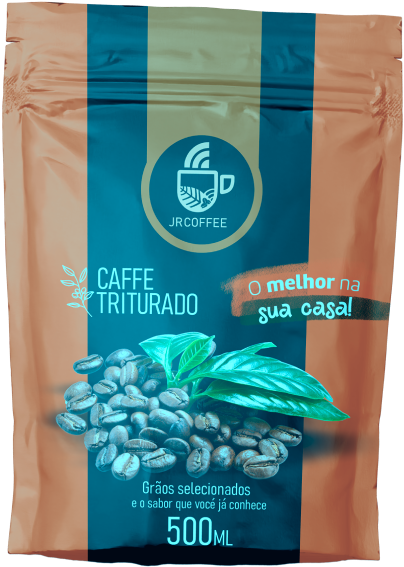 JRCOFFEE
CAFFE
TRITURADO
O melhor na
sua casa!
Grãos selecionados
e o sabor que você já conhece
500ML